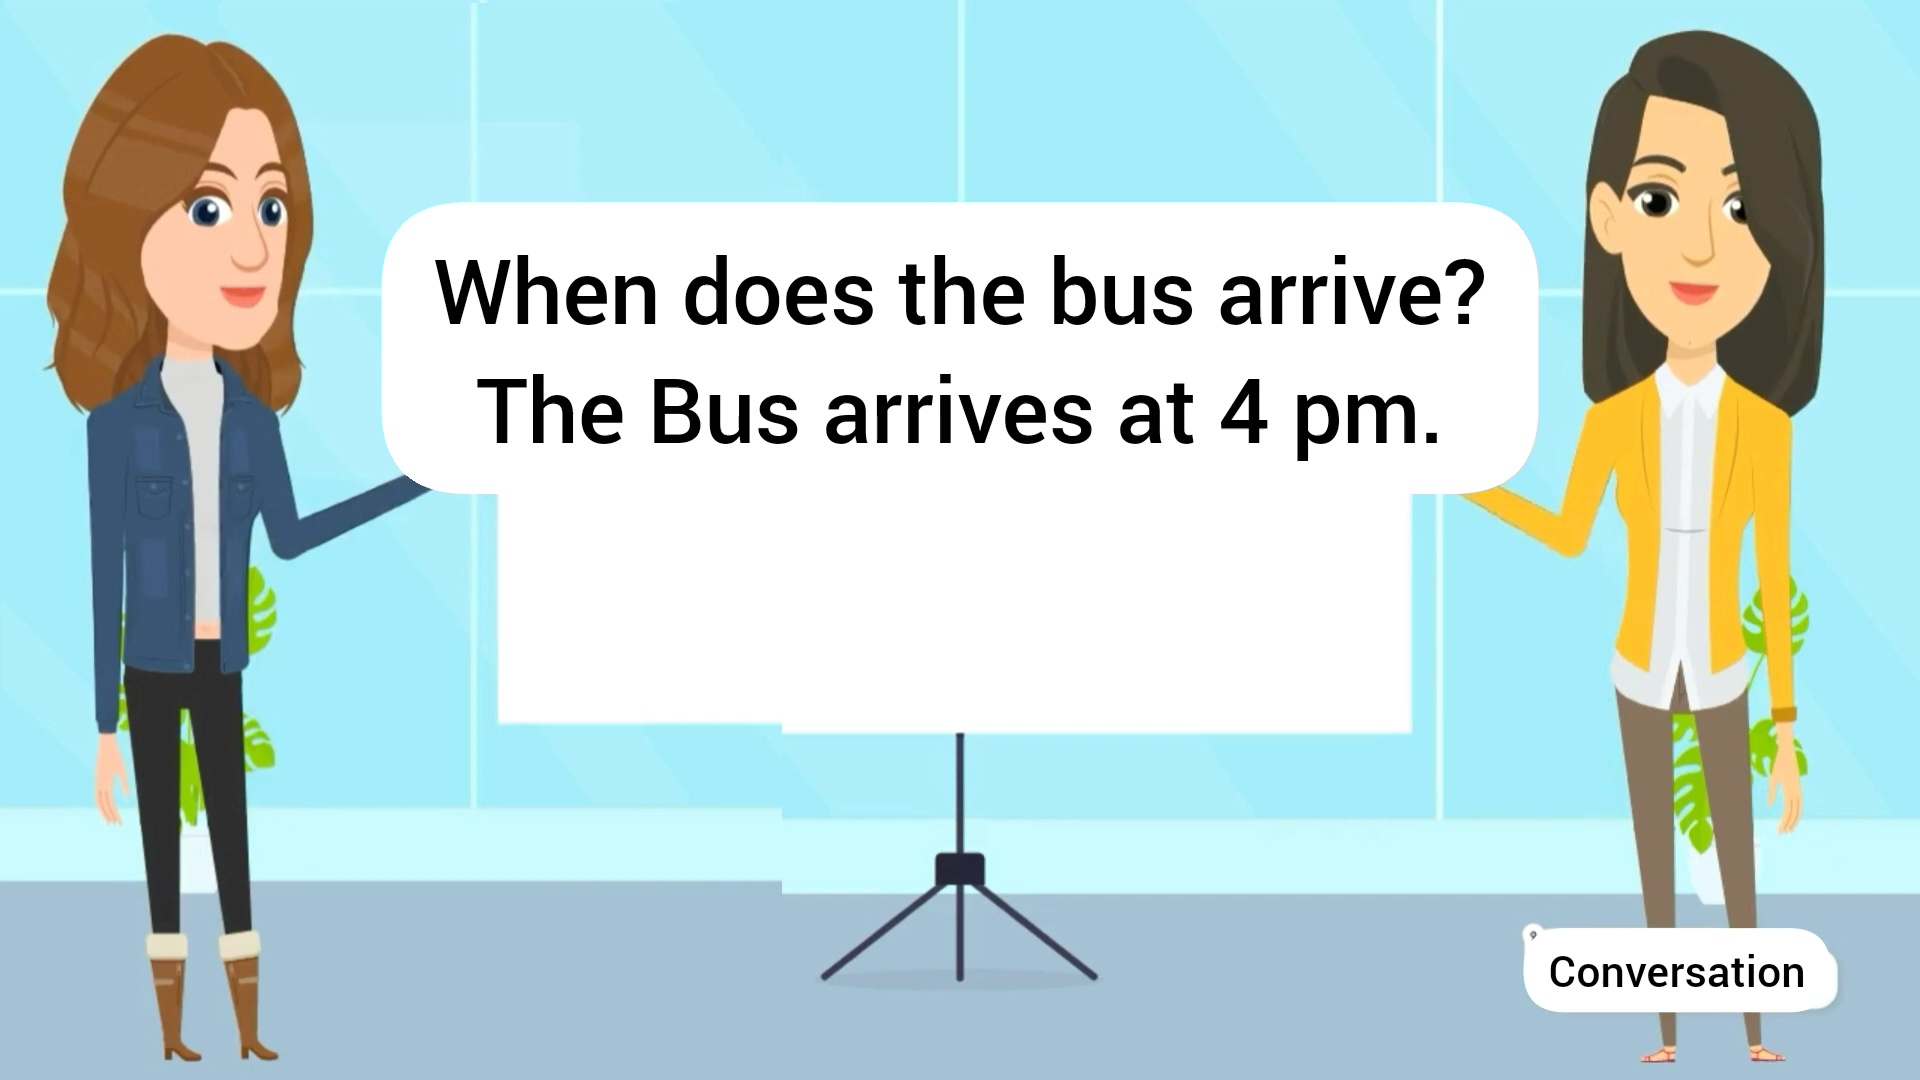 When does the bus arrive?
The Bus arrives at 4 pm.
Conversation